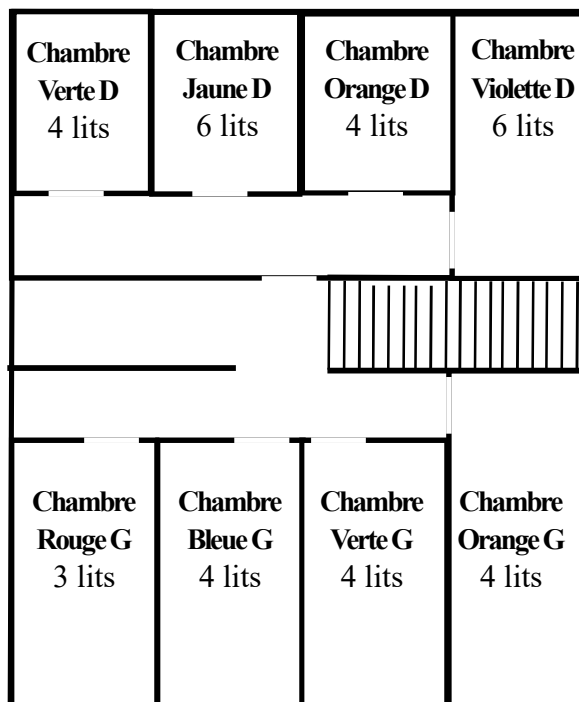 Chambre
Verte D
4 lits
Chambre
Jaune D
6 lits
Chambre
Orange D
4 lits
Chambre
Violette D
6 lits
Chambre
Rouge G
3 lits
Chambre
Bleue G
4 lits
Chambre
Verte G
4 lits
Chambre
Orange G
4 lits